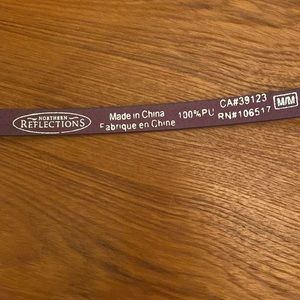 NORTHERN
REFLECTIONS
Made in China
Fabrique en Chine
100%PU
CA#39123
RN#106517
M/M